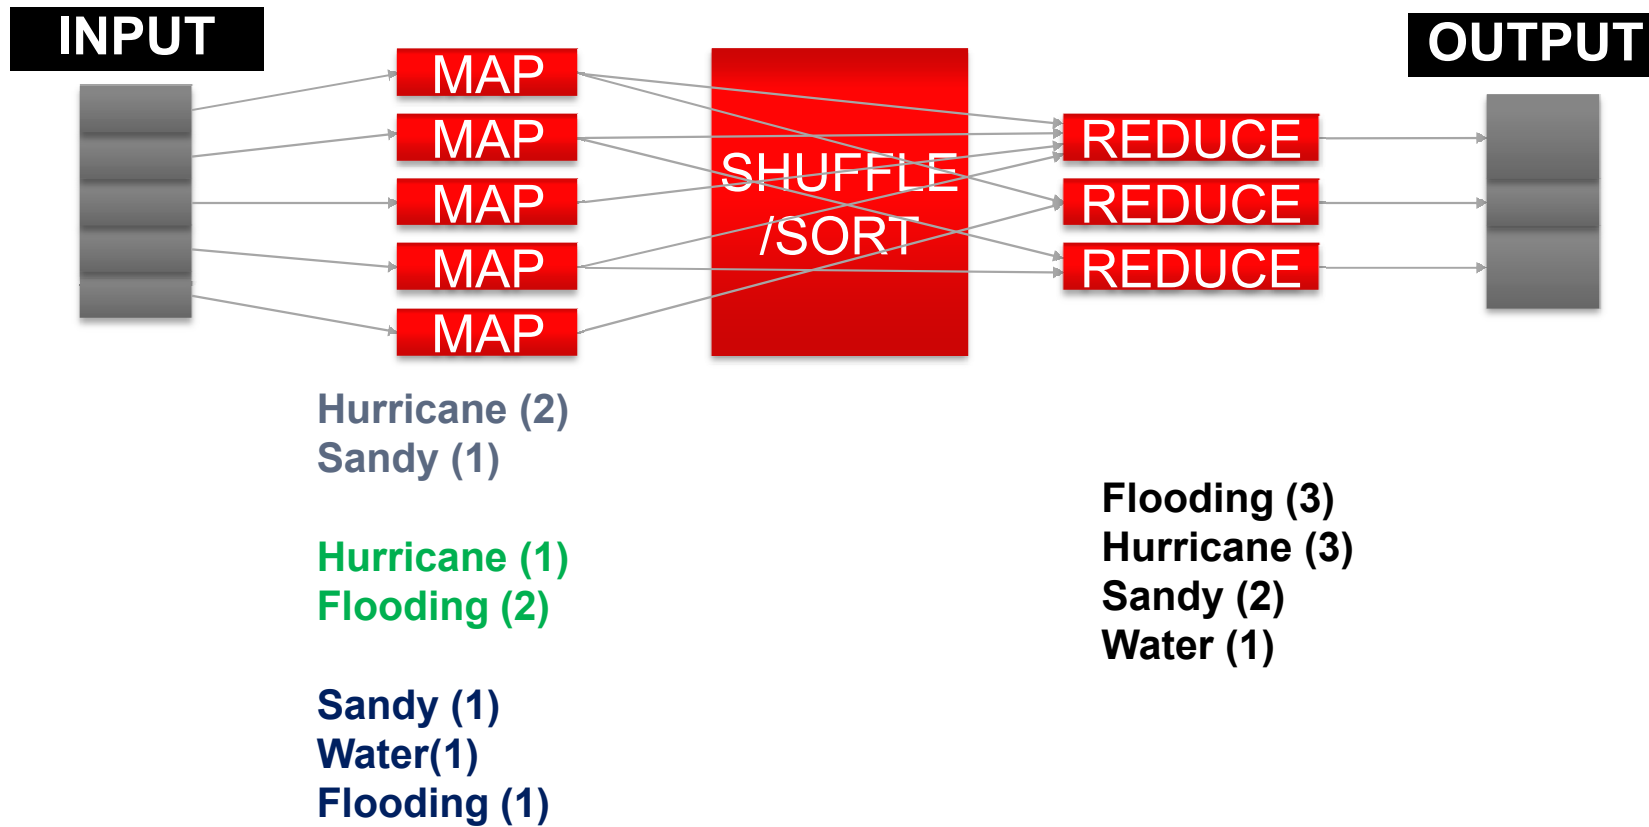 INPUT
OUTPUT
MAP
MAP
MAP
MAP
MAP
SHUFFLE
/SORT
REDUCE
REDUCE
REDUCE
Hurricane (2)
Sandy (1)
Hurricane (1)
Flooding (2)
Sandy (1)
Water(1)
Flooding (1)
Flooding (3)
Hurricane (3)
Sandy (2)
Water (1)